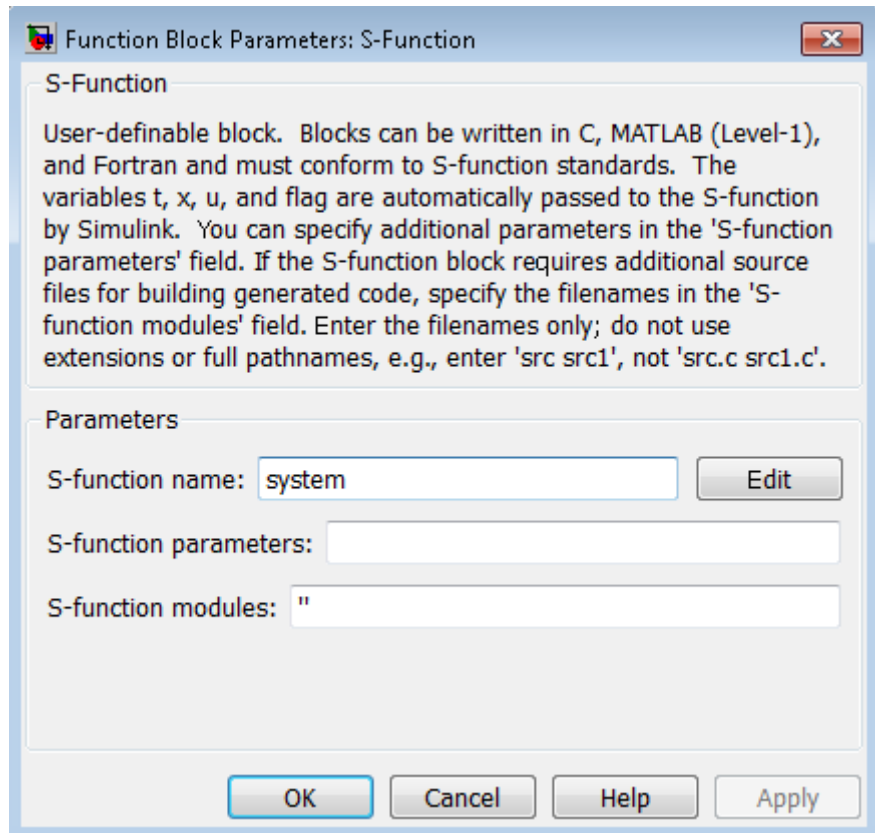 Function Block Parameters: S-Function
S-Function
User-definable block.  Blocks can be written in C, MATLAB (Level-1),
and Fortran and must conform to S-function standards.  The
variables t, x, u, and flag are automatically passed to the S-function
by Simulink.  You can specify additional parameters in the 'S-function
parameters' field. If the S-function block requires additional source
files for building generated code, specify the filenames in the 'S-
function modules' field. Enter the filenames only; do not use
extensions or full pathnames, e.g., enter 'src src1', not 'src.c src1.c'.
Parameters
S-function name: system Edit
S-function parameters:
S-function modules: ''
OK Cancel Help Apply